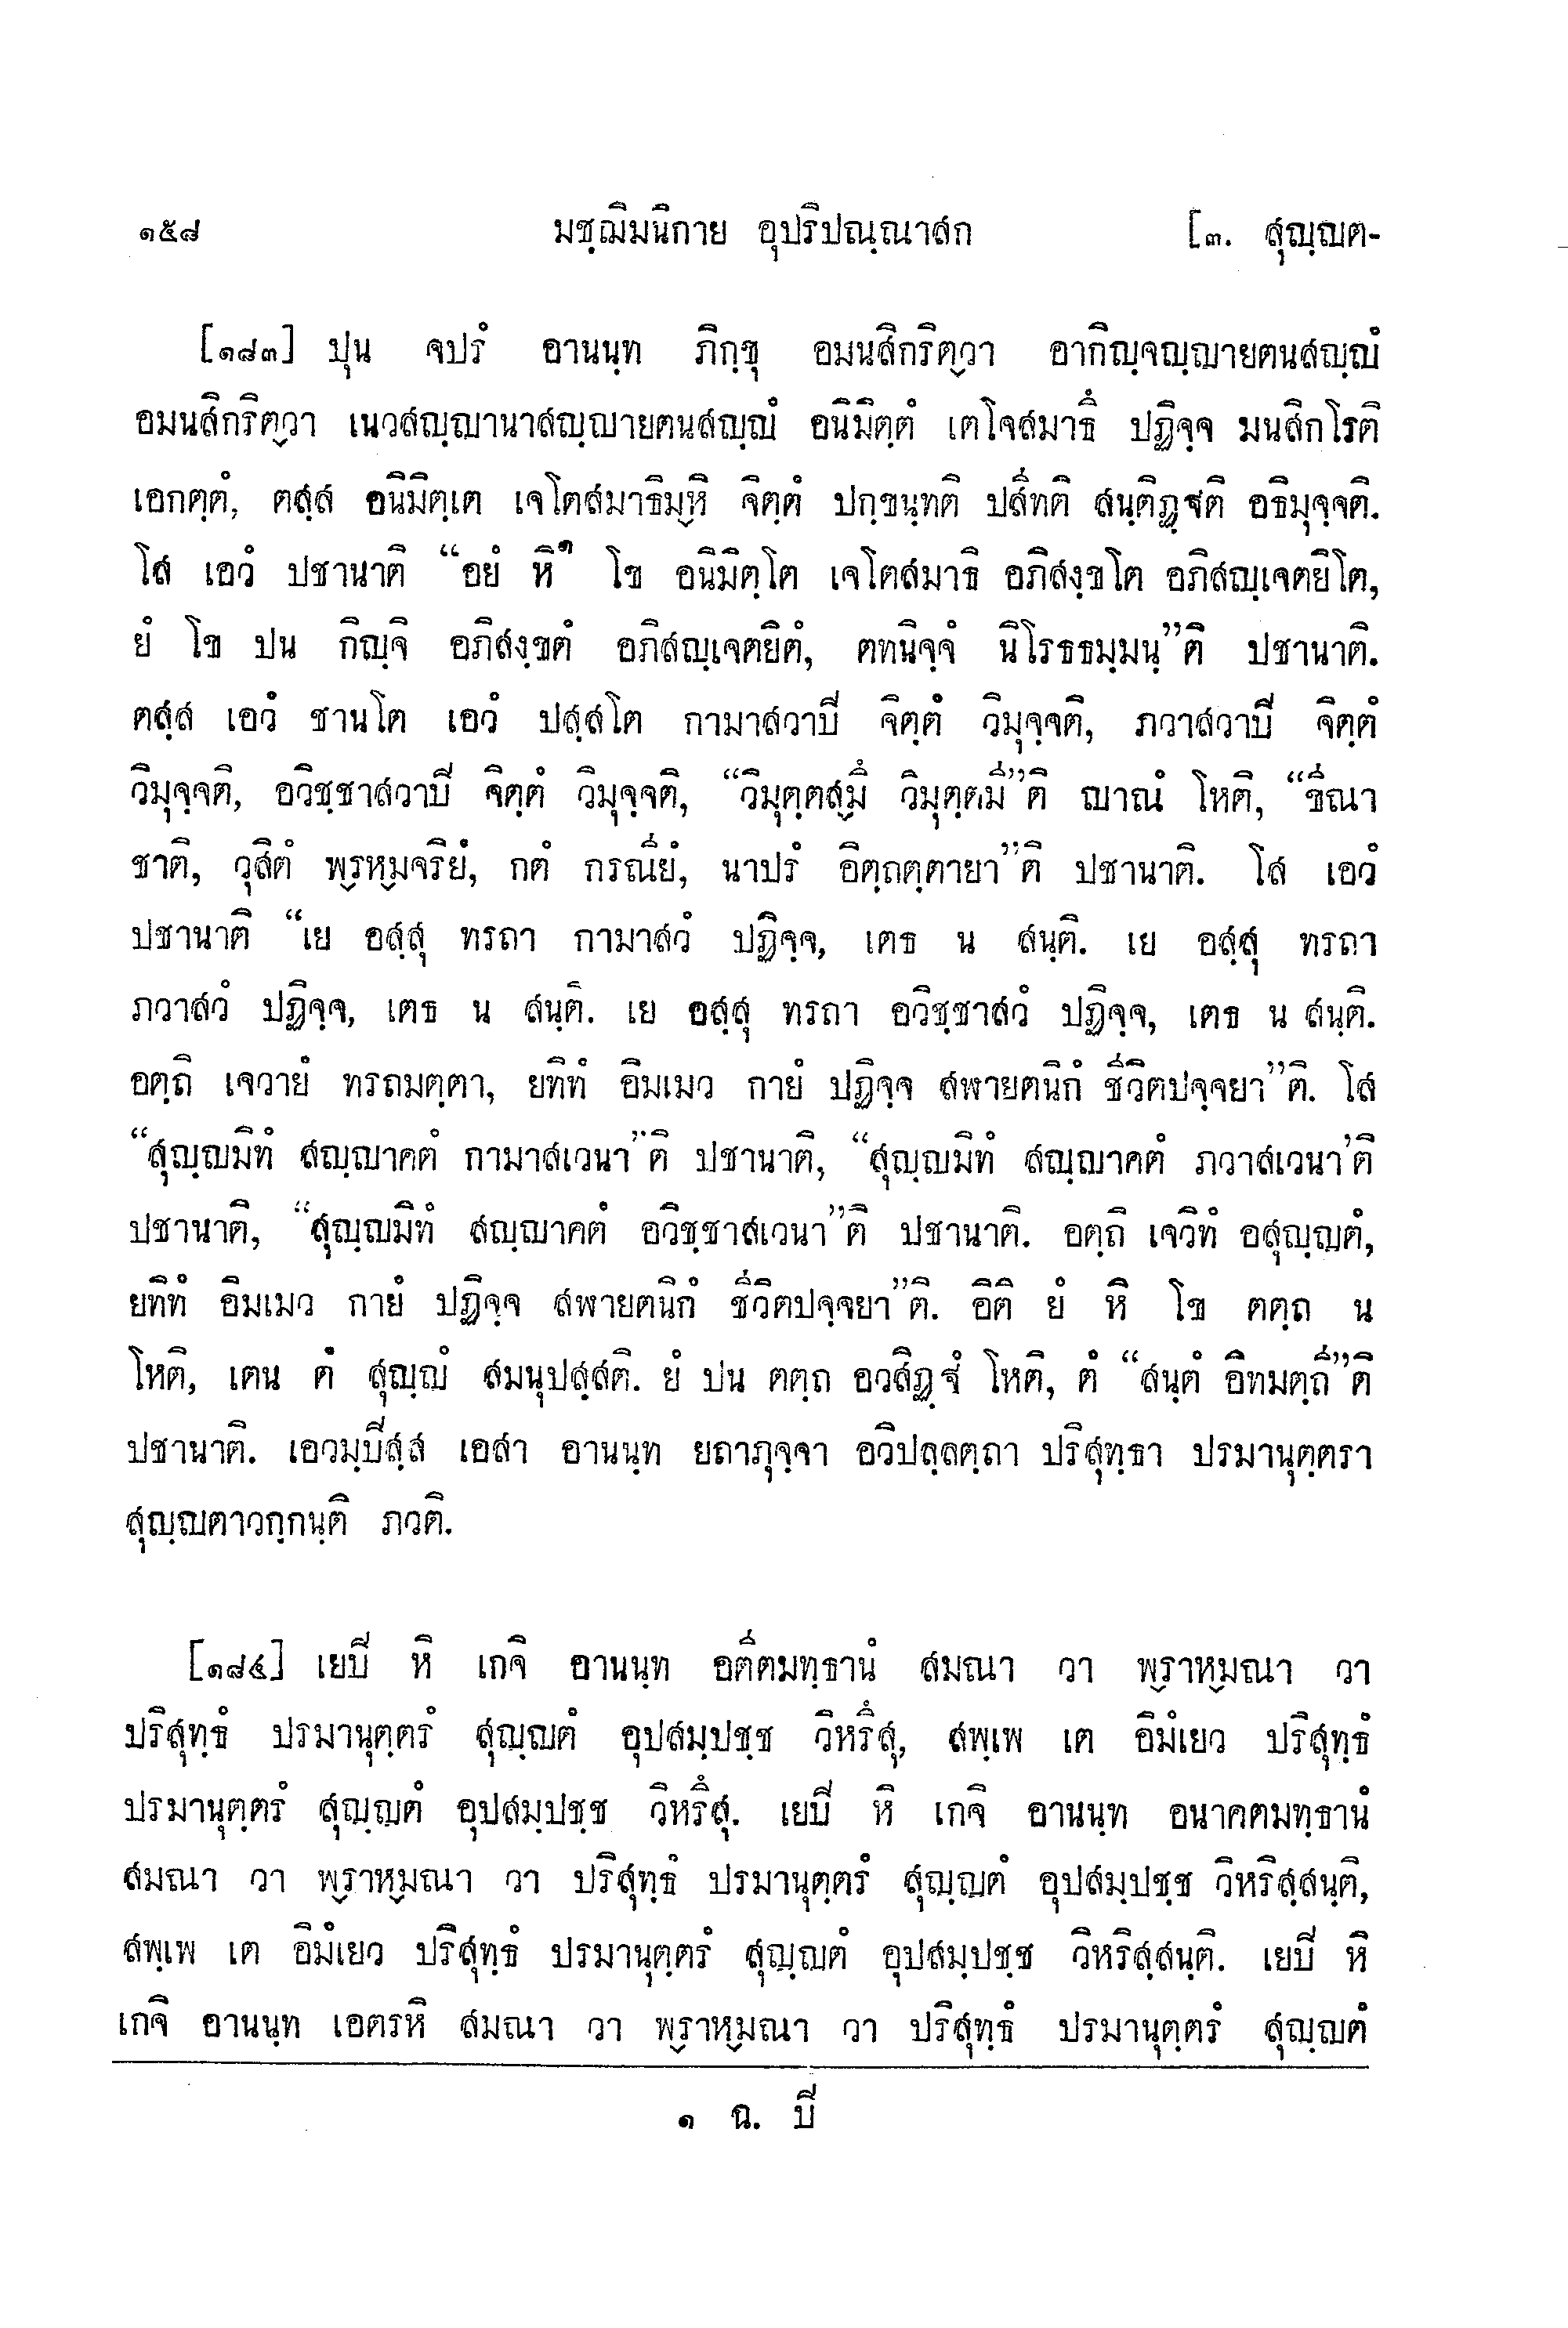 ๑๕๘ มชฺฌิมนิกาย อุปริปณฺณาสก [๓. สุญฺญต-
[๑๘๓] ปุน จปรํ อานนฺท ภิกฺขุ อมนสิกริตฺวา อากิญฺจญฺญายตนสญฺญํ
อมนสิกริตฺวา เนวสญฺญานาสญฺญายตนสญฺญํ อนิมิตฺตํ เตโจสมาธึ ปฏิจฺจ มนสิกโรติ
เอกตฺตํ, ตสฺส อนิมิตฺเต เจโตสมาธิมฺหิ จิตฺตํ ปกฺขนฺทติ ปสีทติ สนฺติฏฺฐติ อธิมุจฺจติ.
โส เอวํ ปชานาติ “อยํ หิ๑ โข อนิมิตฺโต เจโตสมาธิ อภิสงฺขโต อภิสญฺเจตยิโต,
ยํ โข ปน กิญฺจิ อภิสงฺขตํ อภิสญฺเจตยิตํ, ตทนิจฺจํ นิโรธธมฺมนฺ”ติ ปชานาติ.
ตสฺส เอวํ ชานโต เอวํ ปสฺสโต กามาสวาปี จิตฺตํ วิมุจฺจติ, ภวาสวาปี จิตฺตํ
วิมุจฺจติ, อวิชฺชาสวาปี จิตฺตํ วิมุจฺจติ, “วิมุตฺตสฺมึ วิมุตฺตมี”ติ ญาณํ โหติ, “ขีณา
ชาติ, วุสิตํ พฺรหฺมจริยํ, กตํ กรณียํ, นาปรํ อิตฺถตฺตายา”ติ ปชานาติ. โส เอวํ
ปชานาติ “เย อสฺสุ ทรถา กามาสวํ ปฏิจฺจ, เตธ น สนฺติ. เย อสฺสุ ทรถา
ภวาสวํ ปฏิจฺจ, เตธ น สนฺติ. เย อสฺสุ ทรถา อวิชฺชาสวํ ปฏิจฺจ, เตธ น สนฺติ.
อตฺถิ เจวายํ ทรถมตฺตา, ยทิทํ อิมเมว กายํ ปฏิจฺจ สฬายตนิกํ ชีวิตปจฺจยา”ติ. โส
“สุญฺญมิทํ สญฺญาคตํ กามาสเวนา”ติ ปชานาติ, “สุญฺญมิทํ สญฺญาคตํ ภวาสเวนา’ติ
ปชานาติ, “สุญฺญมิทํ สญฺญาคตํ อวิชฺชาสเวนา”ติ ปชานาติ. อตฺถิ เจวิทํ อสุญฺญตํ,
ยทิทํ อิมเมว กายํ ปฏิจฺจ สฬายตนิกํ ชีวิตปจฺจยา”ติ. อิติ ยํ หิ โข ตตฺถ น
โหติ, เตน ตํ สุญฺญํ สมนุปสฺสติ. ยํ ปน ตตฺถ อวสิฏฺฐํ โหติ, ตํ “สนฺตํ อิทมตฺถี”ติ
ปชานาติ. เอวมฺปีสฺส เอสา อานนฺท ยถาภุจฺจา อวิปลฺลตฺถา ปริสุทฺธา ปรมานุตฺตรา
สุญฺญตาวกฺกนฺติ ภวติ.
[๑๘๔] เยปี หิ เกจิ อานนฺท อตีตมทฺธานํ สมณา วา พฺราหฺมณา วา
ปริสุทฺธํ ปรมานุตฺตรํ สุญฺญตํ อุปสมฺปชฺช วิหรึสุ, สพฺเพ เต อิมํเยว ปริสุทฺธํ
ปรมานุตฺตรํ สุญฺญตํ อุปสมฺปชฺช วิหรึสุ. เยปี หิ เกจิ อานนฺท อนาคตมทฺธานํ
สมณา วา พฺราหฺมณา วา ปริสุทฺธํ ปรมานุตฺตรํ สุญฺญตํ อุปสมฺปชฺช วิหริสฺสนฺติ,
สพฺเพ เต อิมํเยว ปริสุทฺธํ ปรมานุตฺตรํ สุญฺญตํ อุปสมฺปชฺช วิหริสฺสนฺติ. เยปี หิ
เกจิ อานนฺท เอตรหิ สมณา วา พฺราหฺมณา วา ปริสุทฺธํ ปรมานุตฺตรํ สุญฺญตํ
๑ ฉ. ปี